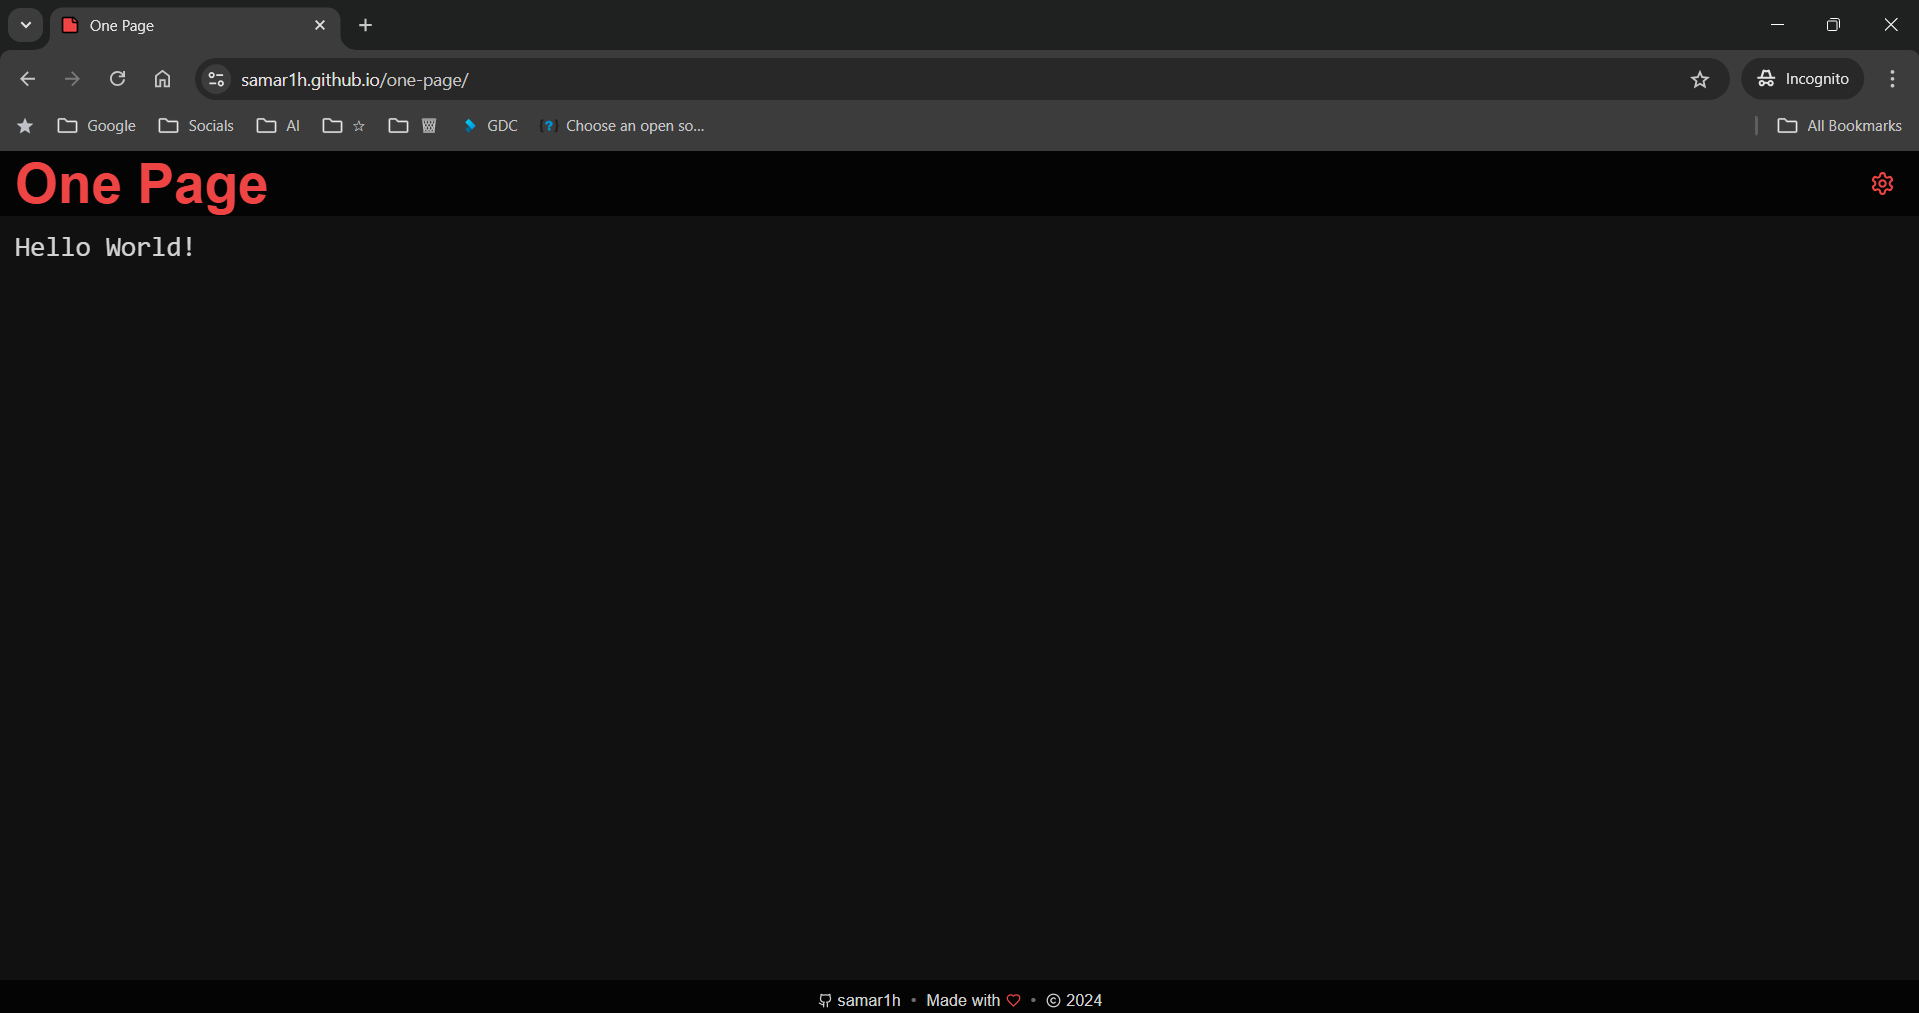 One Page
samar1h.github.io/one-page/
Incognito
Google Socials AI GDC Choose an open so... All Bookmarks
One Page
Hello World!
samar1h • Made with ♡ • © 2024